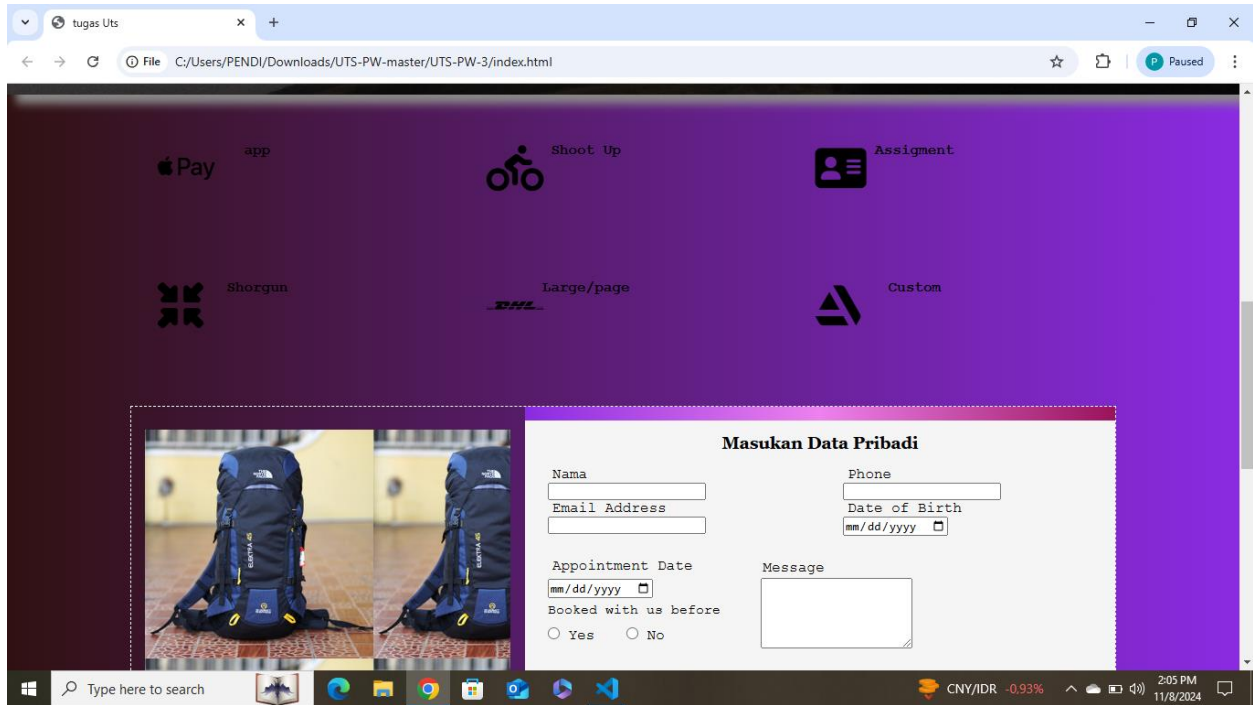 tugas Uts
File C:/Users/PENDI/Downloads/UTS-PW-master/UTS-PW-3/index.html
P Paused
Pay app Shoot Up Assigment
Shorgun Large/page Custom
DHL
Masukan Data Pribadi
Nama Phone
Email Address Date of Birth
mm/dd/yyyy
Appointment Date Message
mm/dd/yyyy
Booked with us before
Yes No
ELEKTRA 45
Type here to search
CNY/IDR -0,93%
2:05 PM
11/8/2024